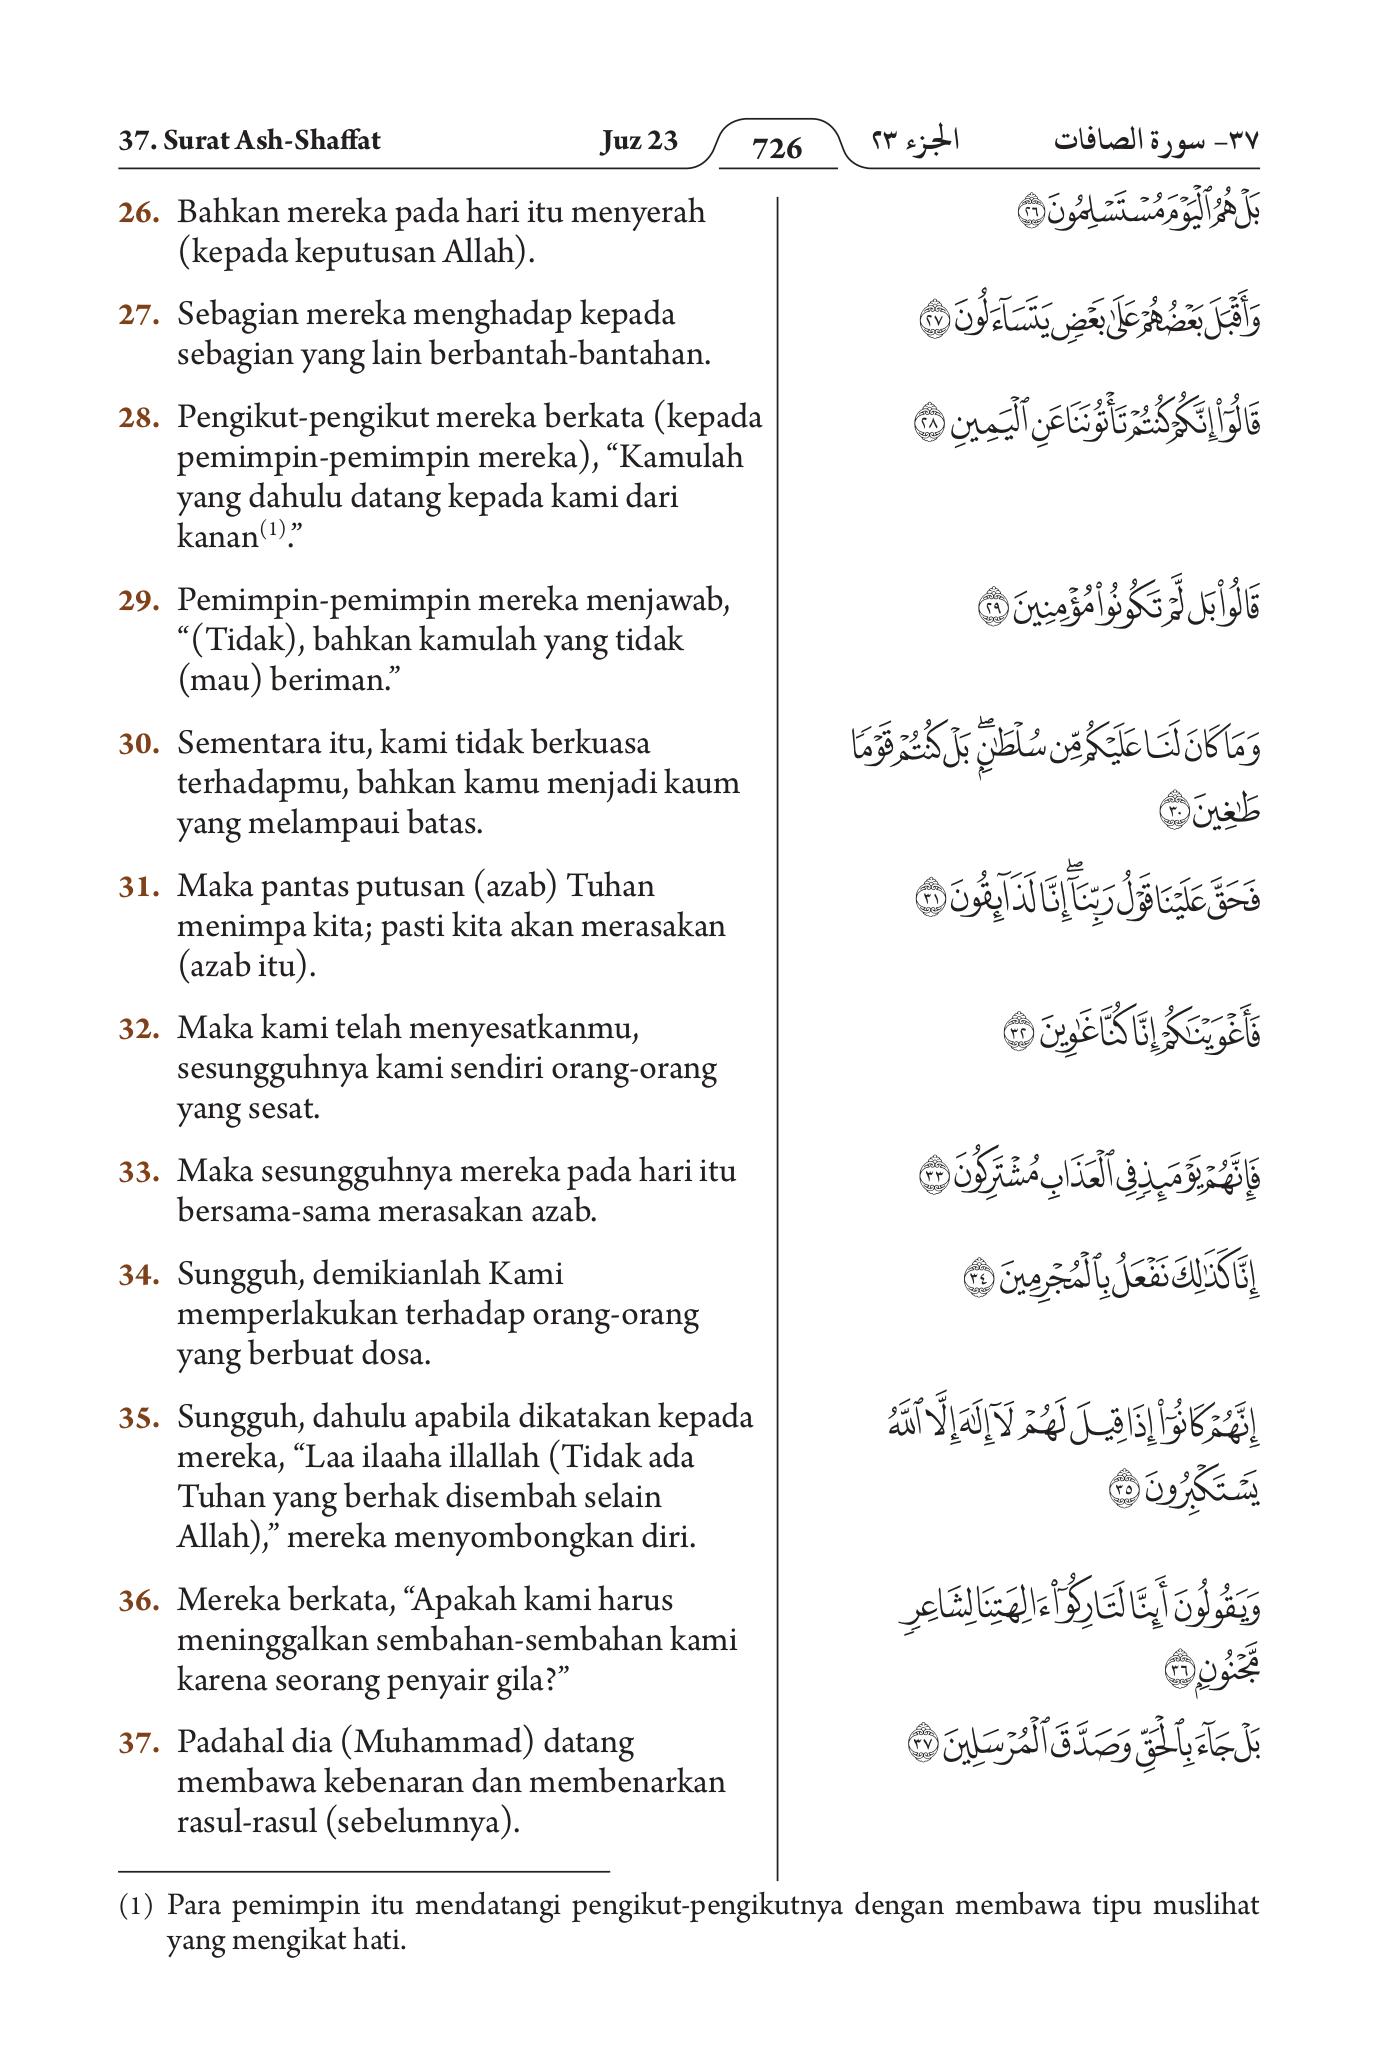 37. Surat Ash-Shaffat Juz 23 726 الجزء ٢٣ ٣٧- سورة الصافات
26. Bahkan mereka pada hari itu menyerah
(kepada keputusan Allah).
27. Sebagian mereka menghadap kepada
sebagian yang lain berbantah-bantahan.
28. Pengikut-pengikut mereka berkata (kepada
pemimpin-pemimpin mereka), “Kamulah
yang dahulu datang kepada kami dari
kanan(1).”
29. Pemimpin-pemimpin mereka menjawab,
“(Tidak), bahkan kamulah yang tidak
(mau) beriman.”
30. Sementara itu, kami tidak berkuasa
terhadapmu, bahkan kamu menjadi kaum
yang melampaui batas.
31. Maka pantas putusan (azab) Tuhan
menimpa kita; pasti kita akan merasakan
(azab itu).
32. Maka kami telah menyesatkanmu,
sesungguhnya kami sendiri orang-orang
yang sesat.
33. Maka sesungguhnya mereka pada hari itu
bersama-sama merasakan azab.
34. Sungguh, demikianlah Kami
memperlakukan terhadap orang-orang
yang berbuat dosa.
35. Sungguh, dahulu apabila dikatakan kepada
mereka, “Laa ilaaha illallah (Tidak ada
Tuhan yang berhak disembah selain
Allah),” mereka menyombongkan diri.
36. Mereka berkata, “Apakah kami harus
meninggalkan sembahan-sembahan kami
karena seorang penyair gila?”
37. Padahal dia (Muhammad) datang
membawa kebenaran dan membenarkan
rasul-rasul (sebelumnya).
بَلۡ هُمُ ٱلۡيَوۡمَ مُسۡتَسۡلِمُونَ ٢٦
وَأَقۡبَلَ بَعۡضُهُمۡ عَلَىٰ بَعۡضٖ يَتَسَآءَلُونَ ٢٧
قَالُوٓاْ إِنَّكُمۡ كُنتُمۡ تَأۡتُونَنَا عَنِ ٱلۡيَمِينِ ٢٨
قَالُواْ بَل لَّمۡ تَكُونُواْ مُؤۡمِنِينَ ٢٩
وَمَا كَانَ لَنَا عَلَيۡكُم مِّن سُلۡطَٰنِۭۖ بَلۡ كُنتُمۡ قَوۡمٗا
طَٰغِينَ ٣٠
فَحَقَّ عَلَيۡنَا قَوۡلُ رَبِّنَآۖ إِنَّا لَذَآئِقُونَ ٣١
فَأَغۡوَيۡنَٰكُمۡ إِنَّا كُنَّا غَٰوِينَ ٣٢
فَإِنَّهُمۡ يَوۡمَئِذٖ فِي ٱلۡعَذَابِ مُشۡتَرِكُونَ ٣٣
إِنَّا كَذَٰلِكَ نَفۡعَلُ بِٱلۡمُجۡرِمِينَ ٣٤
إِنَّهُمۡ كَانُوٓاْ إِذَا قِيلَ لَهُمۡ لَآ إِلَٰهَ إِلَّا ٱللَّهُ
يَسۡتَكۡبِرُونَ ٣٥
وَيَقُولُونَ أَئِنَّا لَتَارِكُوٓاْ ءَالِهَتِنَا لِشَاعِرٖ
مَّجۡنُونِۭ ٣٦
بَلۡ جَآءَ بِٱلۡحَقِّ وَصَدَّقَ ٱلۡمُرۡسَلِينَ ٣٧
(1) Para pemimpin itu mendatangi pengikut-pengikutnya dengan membawa tipu muslihat
yang mengikat hati.